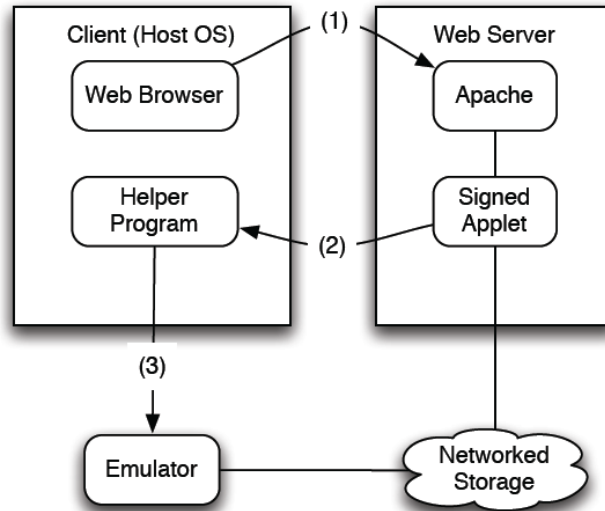 Client (Host OS)
(1)
Web Server
Web Browser
Apache
Helper
Program
Signed
Applet
(2)
(3)
Emulator
Networked
Storage